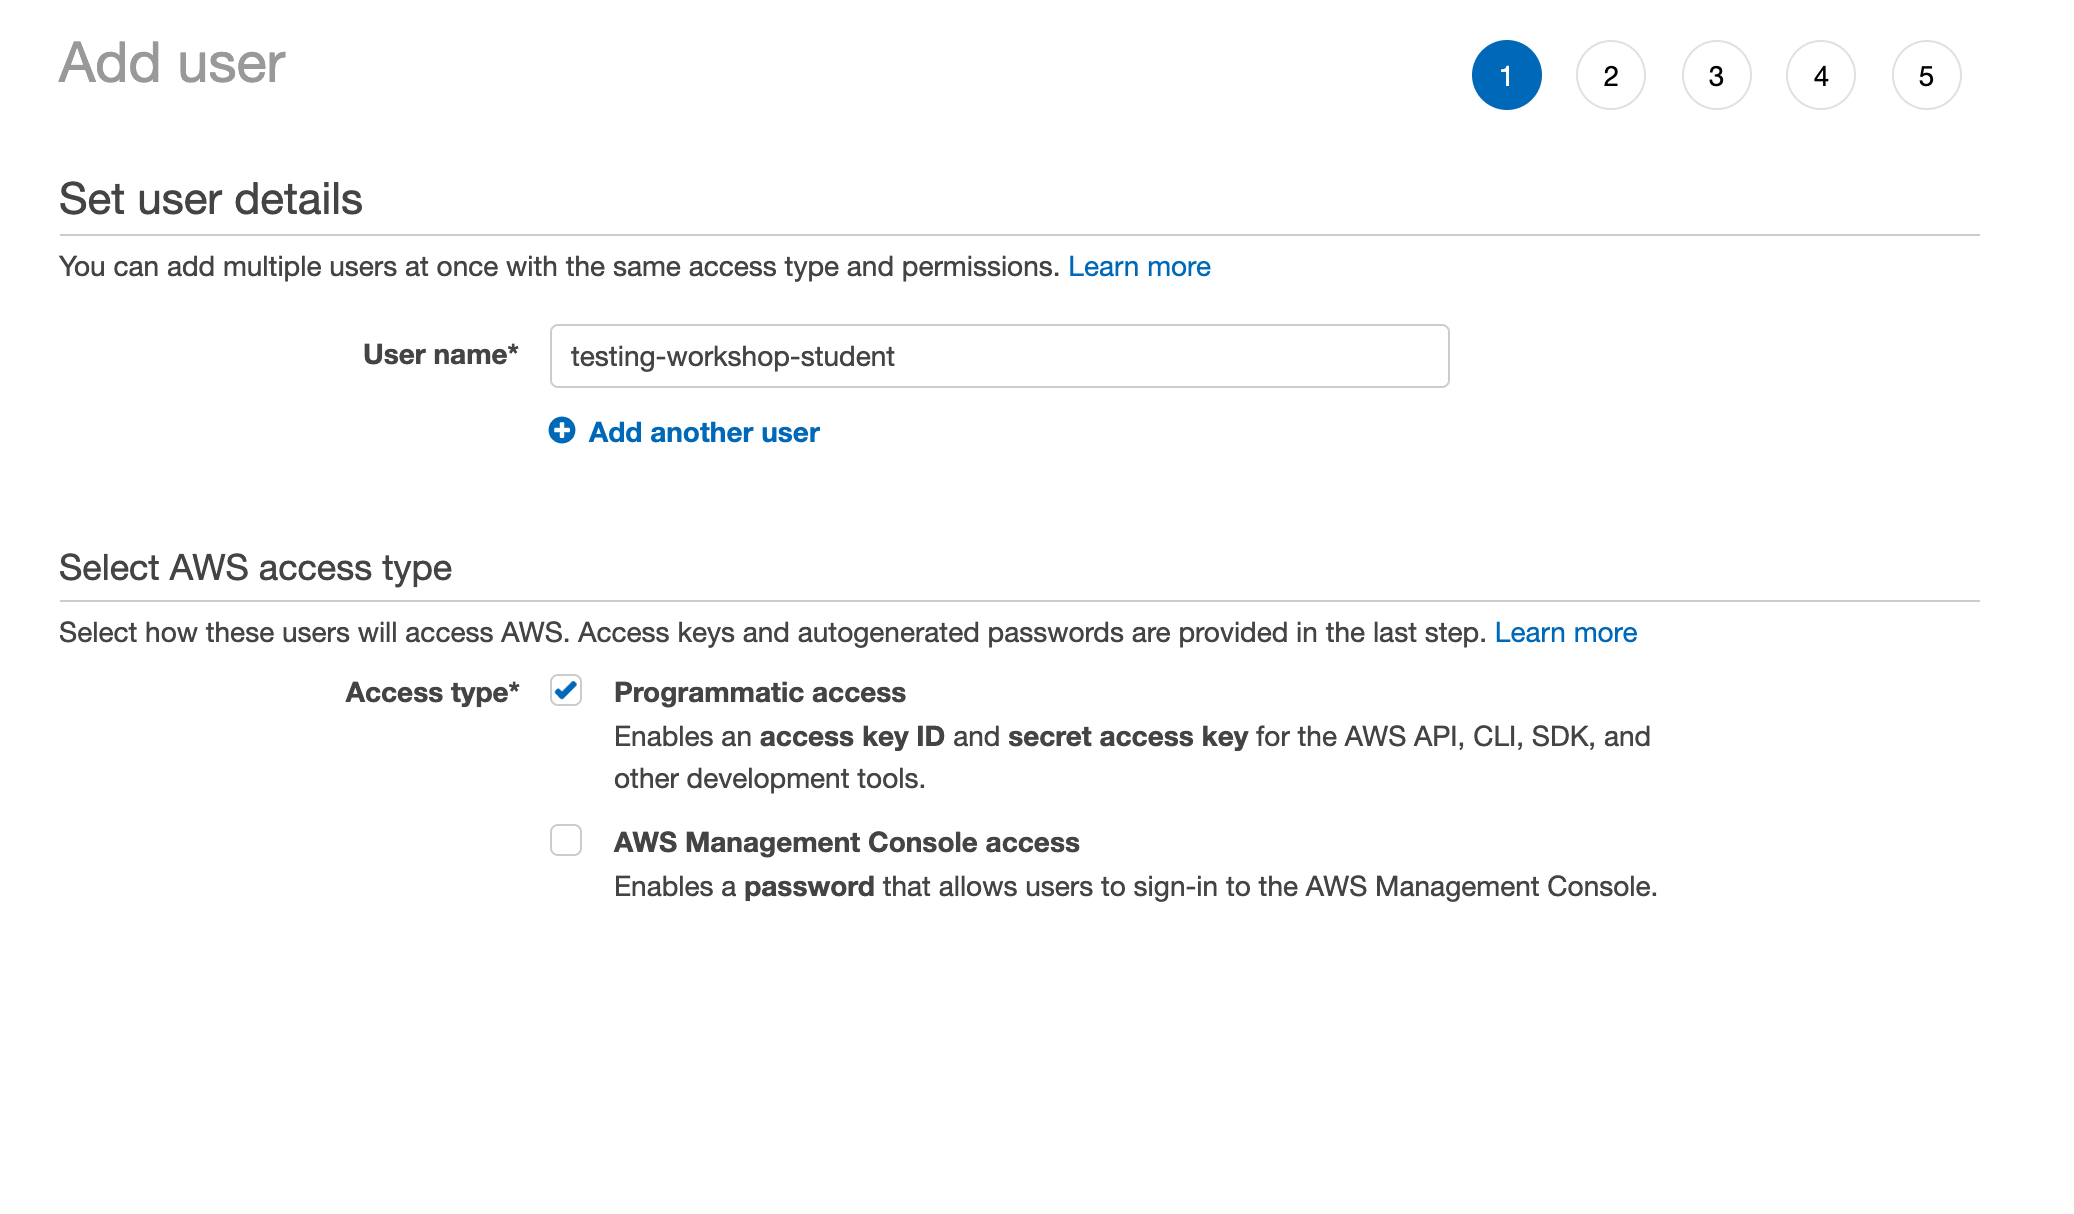 Add user
1 2 3 4 5
Set user details
You can add multiple users at once with the same access type and permissions. Learn more
User name* testing-workshop-student
Add another user
Select AWS access type
Select how these users will access AWS. Access keys and autogenerated passwords are provided in the last step. Learn more
Access type* Programmatic access
Enables an access key ID and secret access key for the AWS API, CLI, SDK, and
other development tools.
AWS Management Console access
Enables a password that allows users to sign-in to the AWS Management Console.